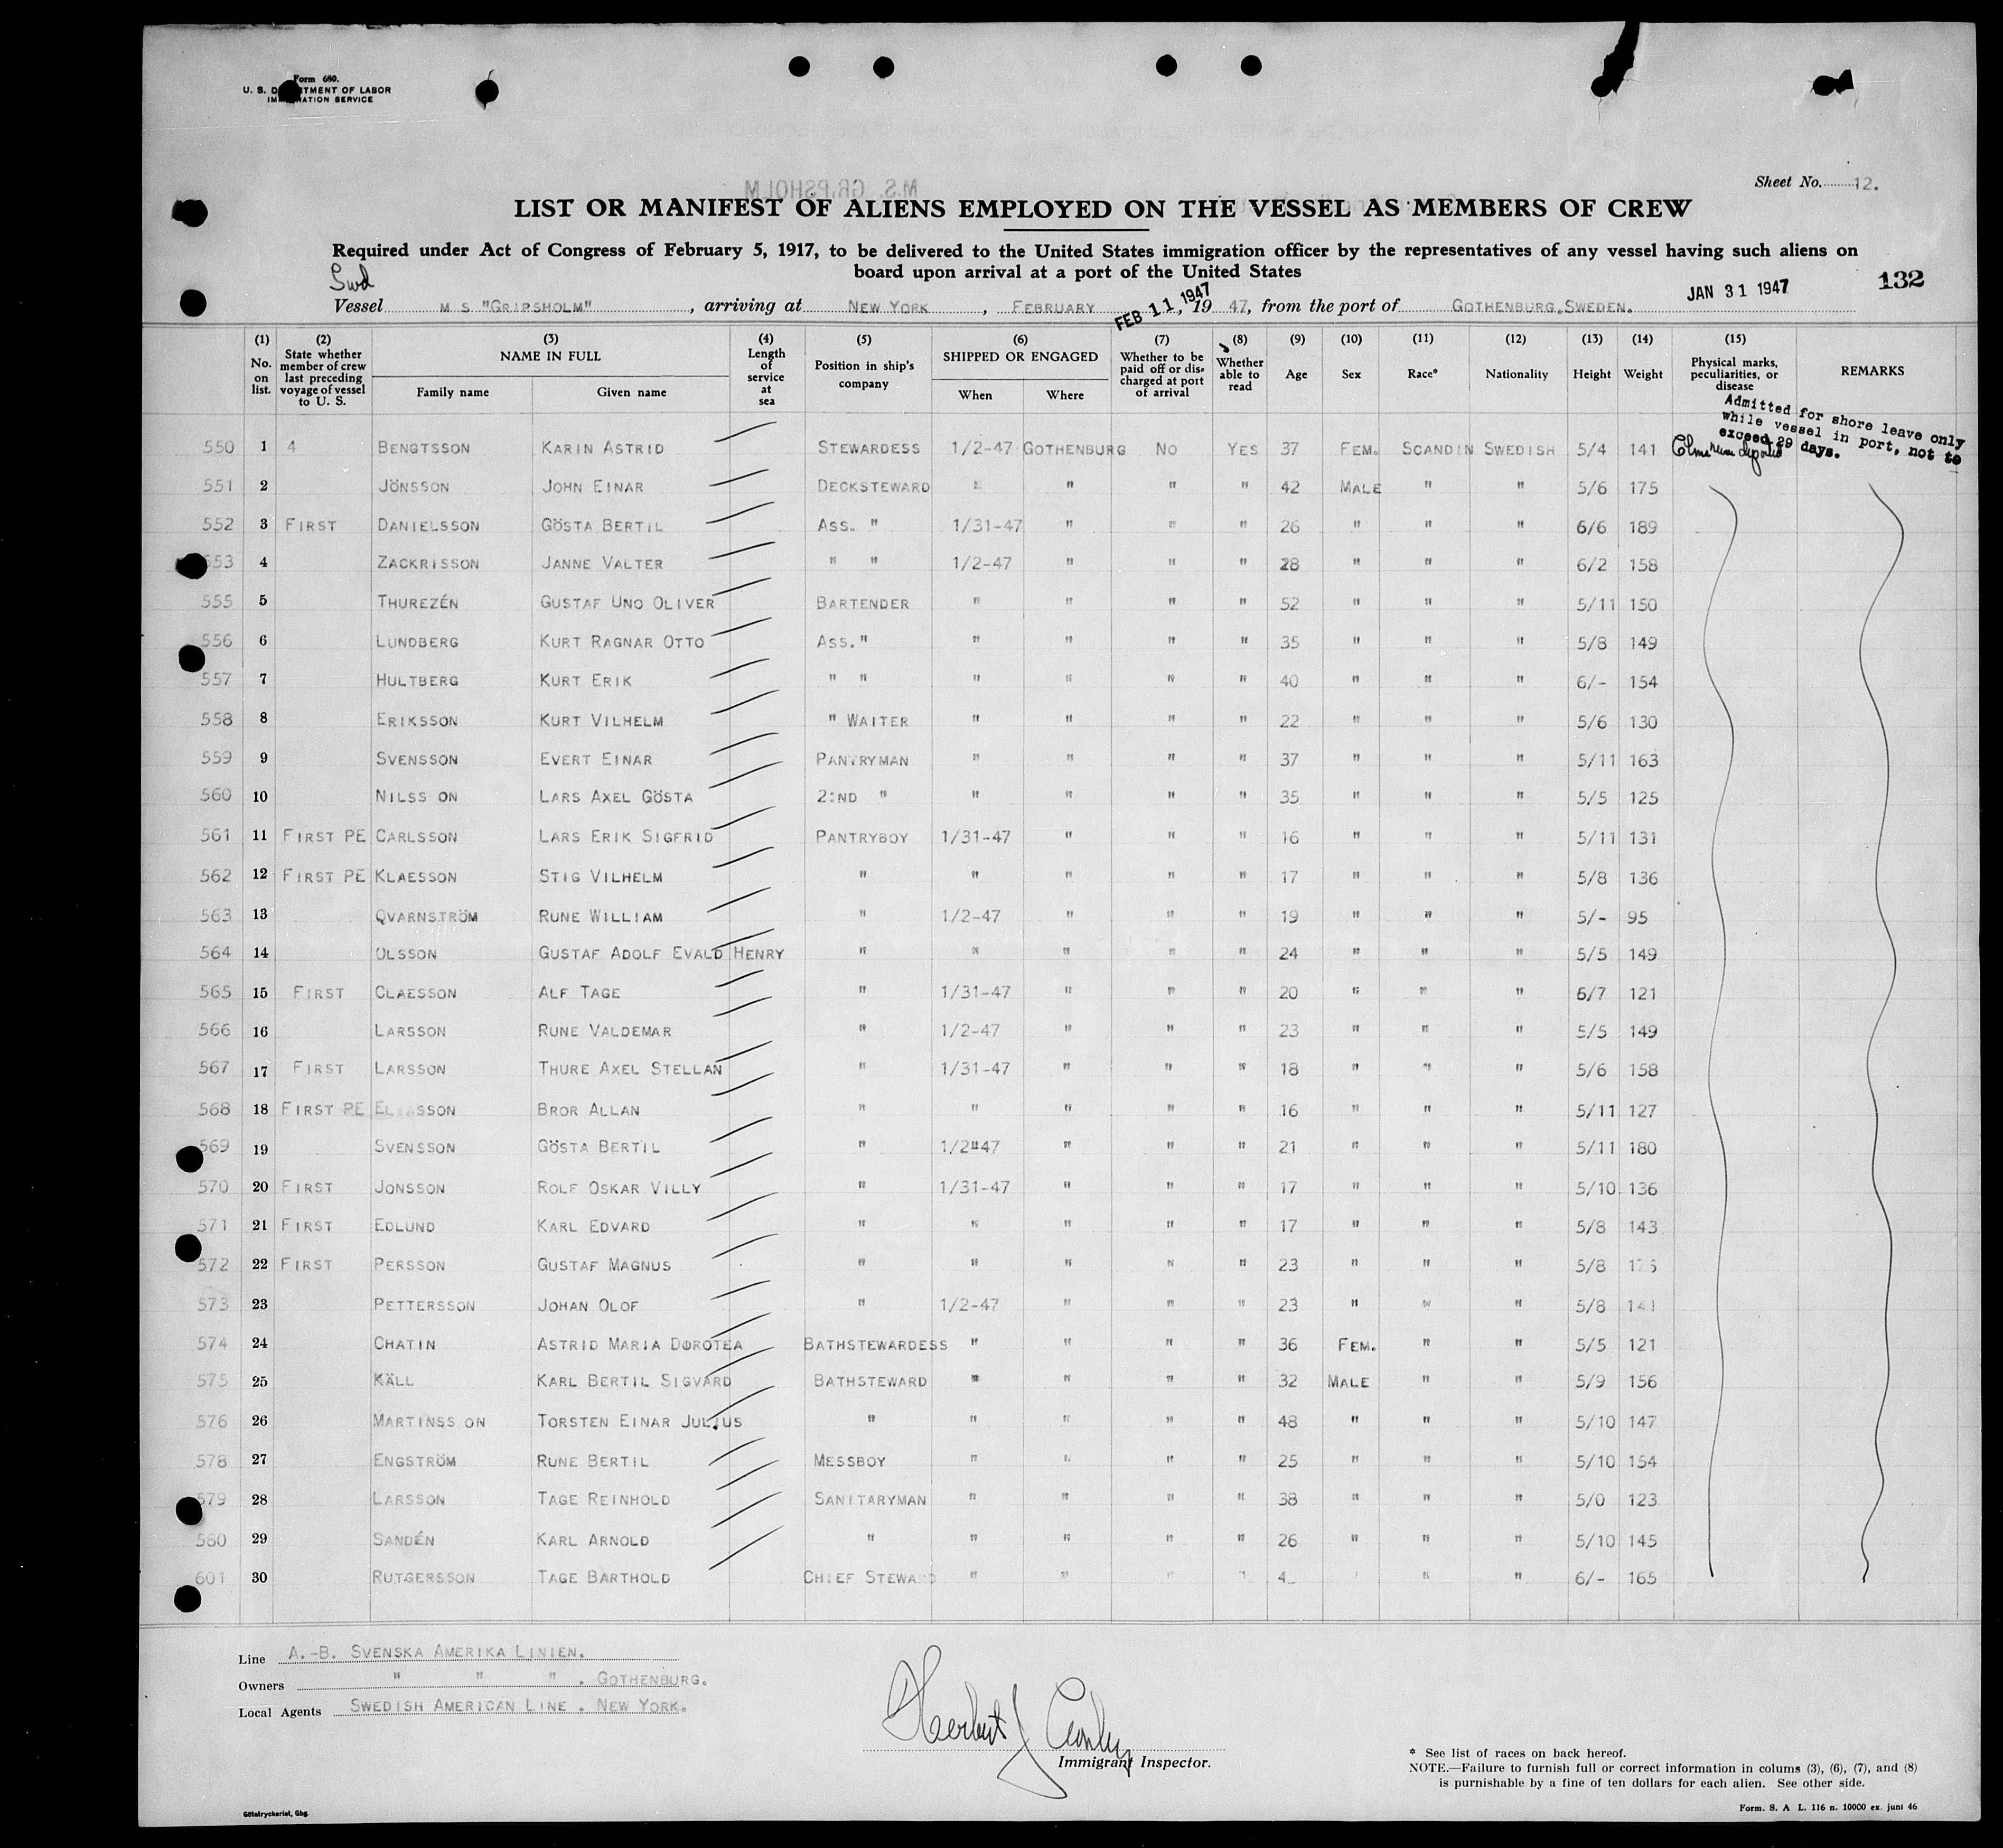 Form 680.
U. S. D TMENT OF LABOR
IM RATION SERVICE
M.S. GRIPSHOLM
Sheet No. 12.
LIST OR MANIFEST OF ALIENS EMPLOYED ON THE VESSEL AS MEMBERS OF CREW
Required under Act of Congress of February 5, 1917, to be delivered to the United States immigration officer by the representatives of any vessel having such aliens on
board upon arrival at a port of the United States
Swd
132
Vessel M S "GRIPSHOLM" , arriving at NEW YORK , FEBRUARY FEB 11 1947 , 19 47, from the port of GOTHENBURG,SWEDEN. JAN 31 1947
(1) No. on list. (2) State whether member of crew last preceding voyage of vessel to U. S. (3) NAME IN FULL Family name Given name (4) Length of service at sea (5) Position in ship's company (6) SHIPPED OR ENGAGED When Where (7) Whether to be paid off or discharged at port of arrival (8) Whether able to read (9) Age (10) Sex (11) Race* (12) Nationality (13) Height (14) Weight (15) Physical marks, peculiarities, or disease REMARKS
Admitted for shore leave only
while vessel in port, not to
exceed 29 days.
550 1 4 BENGTSSON KARIN ASTRID STEWARDESS 1/2-47 GOTHENBURG NO YES 37 FEM. SCANDIN SWEDISH 5/4 141
551 2 JÖNSSON JOHN EINAR DECKSTEWARD " " " " 42 MALE " " 5/6 175
552 3 FIRST DANIELSSON GÖSTA BERTIL ASS. " 1/31-47 " " " 26 " " " 6/6 189
553 4 ZACKRISSON JANNE VALTER " " 1/2-47 " " " 28 " " " 6/2 158
555 5 THUREZÉN GUSTAF UNO OLIVER BARTENDER " " " " 52 " " " 5/11 150
556 6 LUNDBERG KURT RAGNAR OTTO ASS." " " " " 35 " " " 5/8 149
557 7 HULTBERG KURT ERIK " " " " " " 40 " " " 6/- 154
558 8 ERIKSSON KURT VILHELM " WAITER " " " " 22 " " " 5/6 130
559 9 SVENSSON EVERT EINAR PANTRYMAN " " " " 37 " " " 5/11 163
560 10 NILSS ON LARS AXEL GÖSTA 2:ND " " " " " 35 " " " 5/5 125
561 11 FIRST PE CARLSSON LARS ERIK SIGFRID PANTRYBOY 1/31-47 " " " 16 " " " 5/11 131
562 12 FIRST PE KLAESSON STIG VILHELM " " " " " 17 " " " 5/8 136
563 13 QVARNSTRÖM RUNE WILLIAM " 1/2-47 " " " 19 " " " 5/- 95
564 14 OLSSON GUSTAF ADOLF EVALD HENRY " " " " " 24 " " " 5/5 149
565 15 FIRST CLAESSON ALF TAGE " 1/31-47 " " " 20 " " " 6/7 121
566 16 LARSSON RUNE VALDEMAR " 1/2-47 " " " 23 " " " 5/5 149
567 17 FIRST LARSSON THURE AXEL STELLAN " 1/31-47 " " " 18 " " " 5/6 158
568 18 FIRST PE ELIASSON BROR ALLAN " " " " " 16 " " " 5/11 127
569 19 SVENSSON GÖSTA BERTIL " 1/2"47 " " " 21 " " " 5/11 180
570 20 FIRST JONSSON ROLF OSKAR VILLY " 1/31-47 " " " 17 " " " 5/10 136
571 21 FIRST EDLUND KARL EDVARD " " " " " 17 " " " 5/8 143
572 22 FIRST PERSSON GUSTAF MAGNUS " " " " " 23 " " " 5/8
573 23 PETTERSSON JOHAN OLOF " 1/2-47 " " " 23 " " " 5/8 141
574 24 CHATIN ASTRID MARIA DOROTEA BATHSTEWARDESS " " " " 36 FEM. " " 5/5 121
575 25 KÄLL KARL BERTIL SIGVARD BATHSTEWARD " " " " 32 MALE " " 5/9 156
576 26 MARTINSS ON TORSTEN EINAR JULIUS " " " " " 48 " " " 5/10 147
578 27 ENGSTRÖM RUNE BERTIL MESSBOY " " " " 25 " " " 5/10 154
579 28 LARSSON TAGE REINHOLD SANITARYMAN " " " " 38 " " " 5/0 123
580 29 SANDÉN KARL ARNOLD " " " " " 26 " " " 5/10 145
601 30 RUTGERSSON TAGE BARTHOLD CHIEF STEWARD " " " " " " 6/- 165
Line A.-B. SVENSKA AMERIKA LINIEN.
Owners " " " . GOTHENBURG.
Local Agents SWEDISH AMERICAN LINE . NEW YORK.
Herbert J
Immigrant Inspector.
* See list of races on back hereof.
NOTE.—Failure to furnish full or correct information in colums (3), (6), (7), and (8)
is purnishable by a fine of ten dollars for each alien. See other side.
Götatryckeriet, Gbg.
Form. S. A L. 116 n. 10000 ex. juni 46